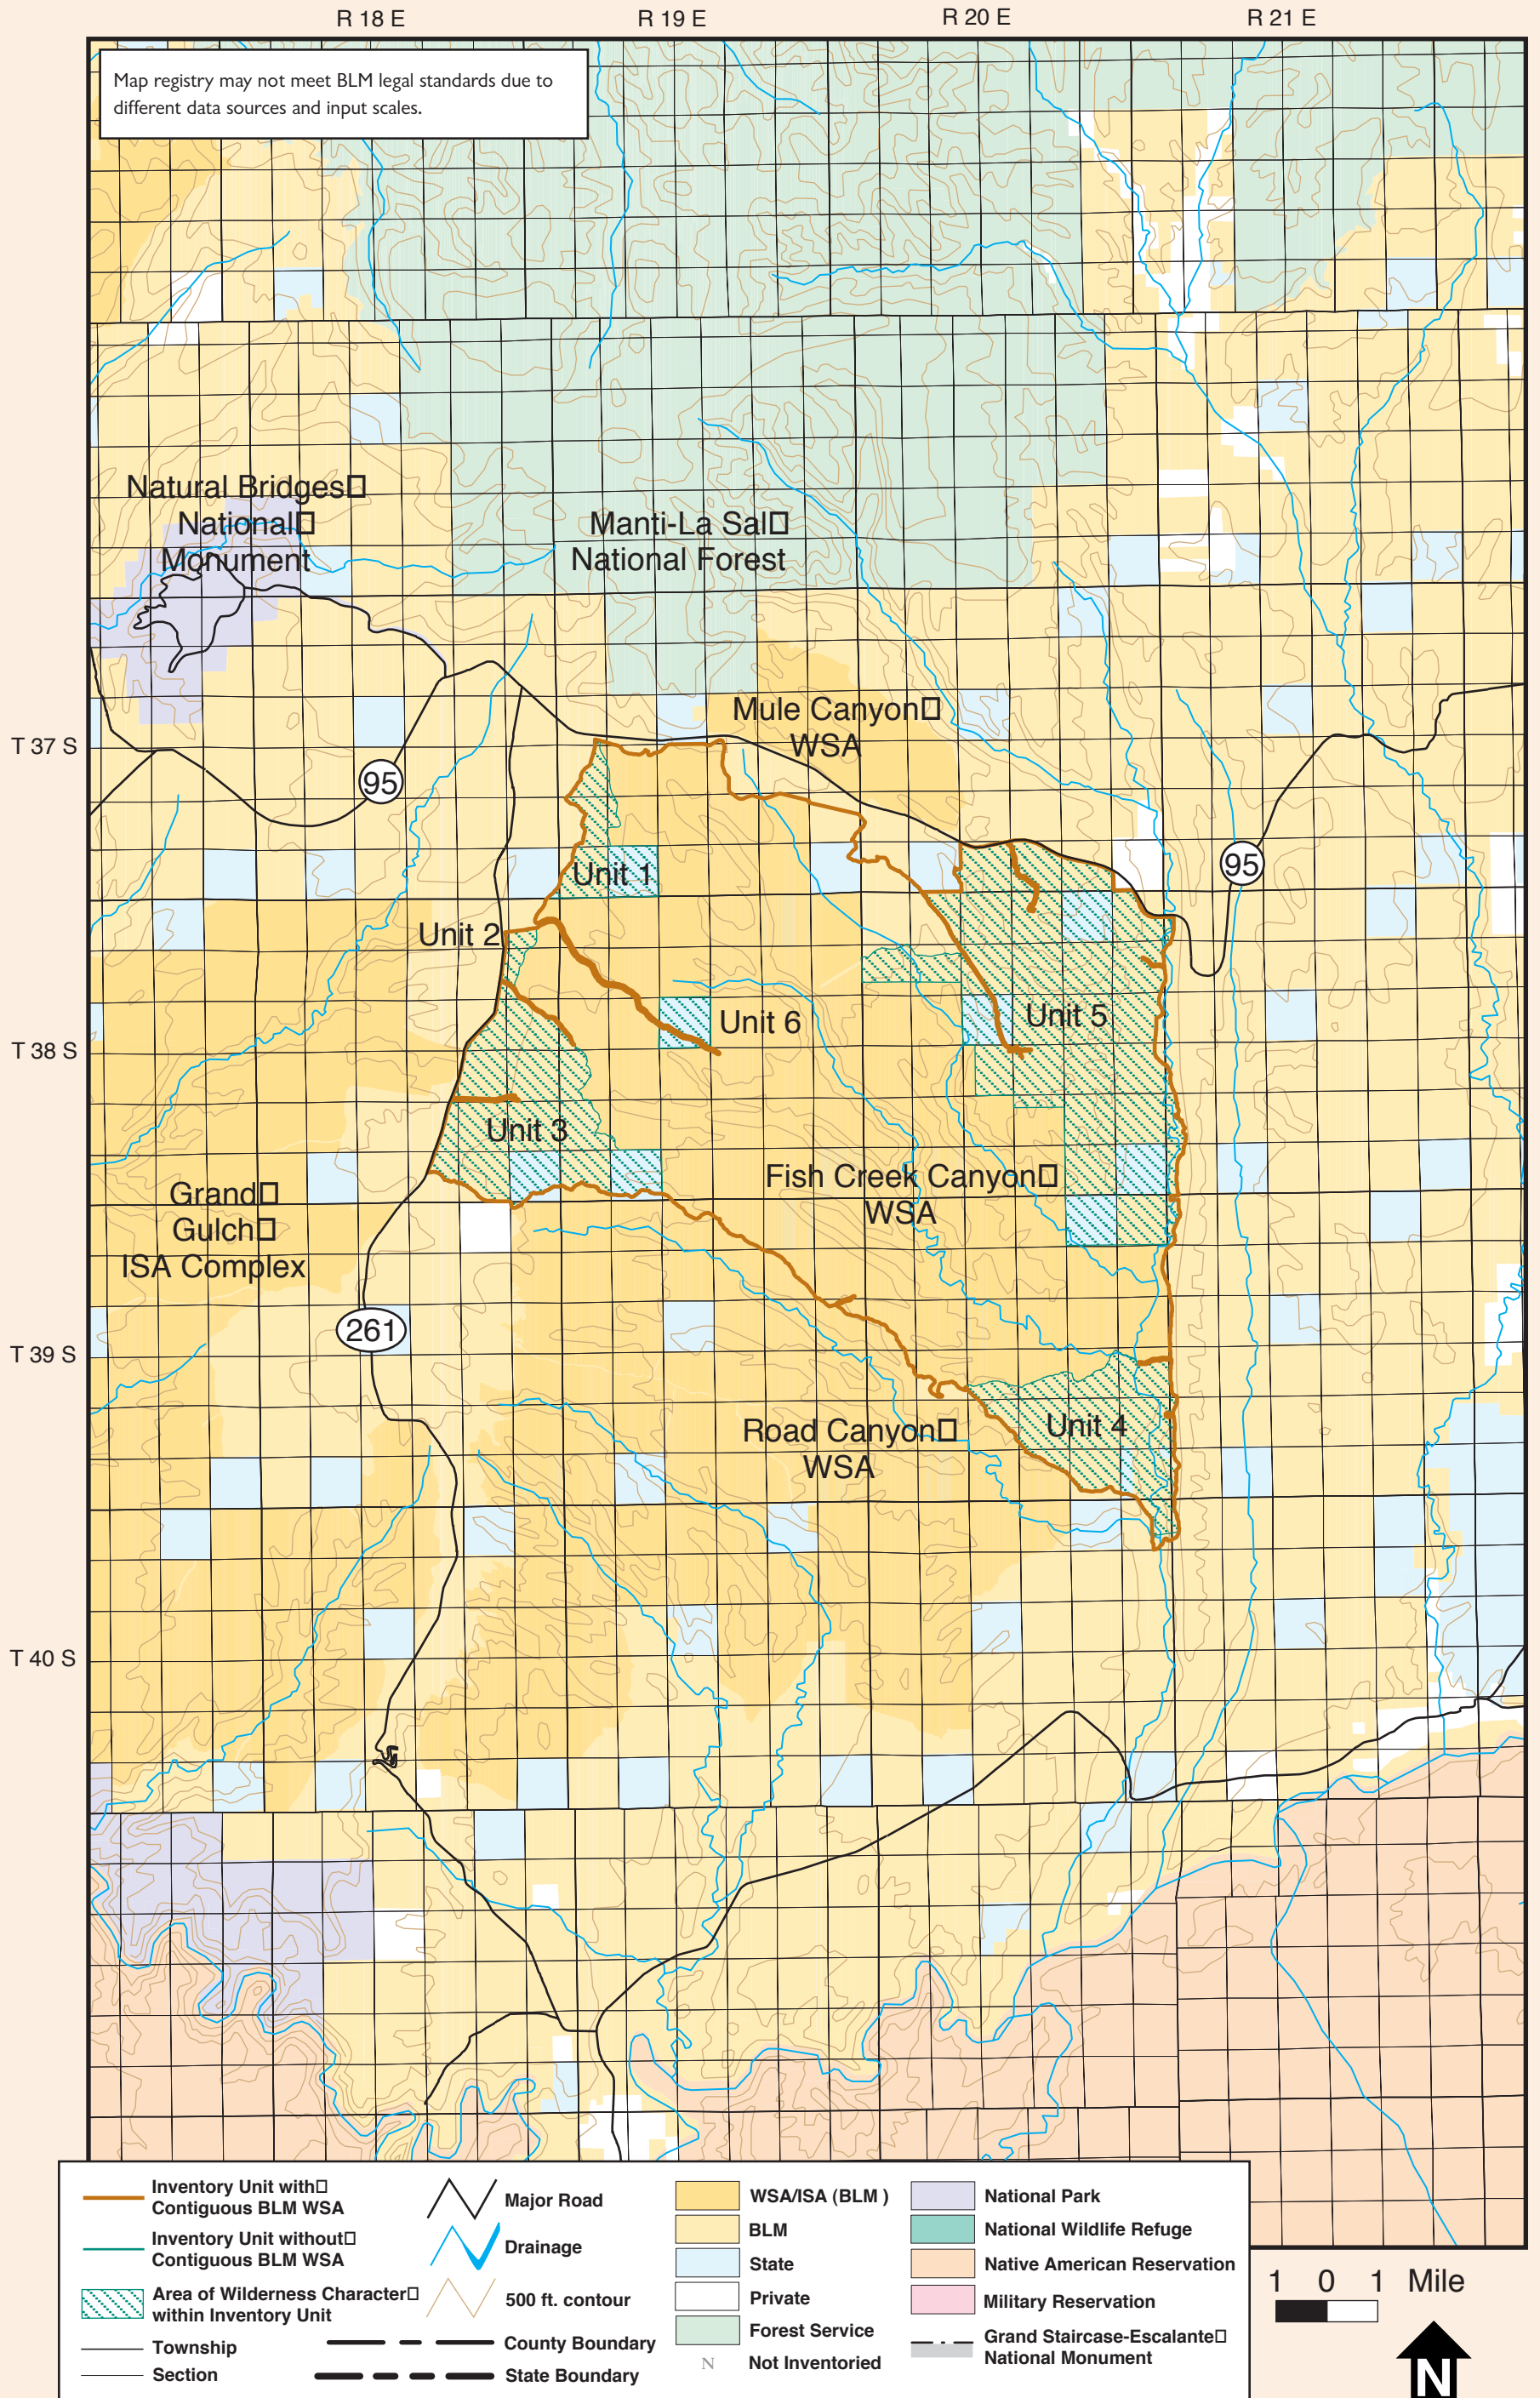 R 18 E R 19 E R 20 E R 21 E
Map registry may not meet BLM legal standards due to
different data sources and input scales.
Natural Bridges□
National□
Monument
Manti-La Sal□
National Forest
Mule Canyon□
WSA
T 37 S
95
95
Unit 1
Unit 2
Unit 6
Unit 5
T 38 S
Unit 3
Fish Creek Canyon□
WSA
Grand□
Gulch□
ISA Complex
261
T 39 S
Road Canyon□
WSA
Unit 4
T 40 S
Inventory Unit with□
Contiguous BLM WSA
Inventory Unit without□
Contiguous BLM WSA
Area of Wilderness Character□
within Inventory Unit
Township
Section
Major Road
Drainage
500 ft. contour
County Boundary
State Boundary
WSA/ISA (BLM )
BLM
State
Private
Forest Service
N Not Inventoried
National Park
National Wildlife Refuge
Native American Reservation
Military Reservation
Grand Staircase-Escalante□
National Monument
1 0 1 Mile
N